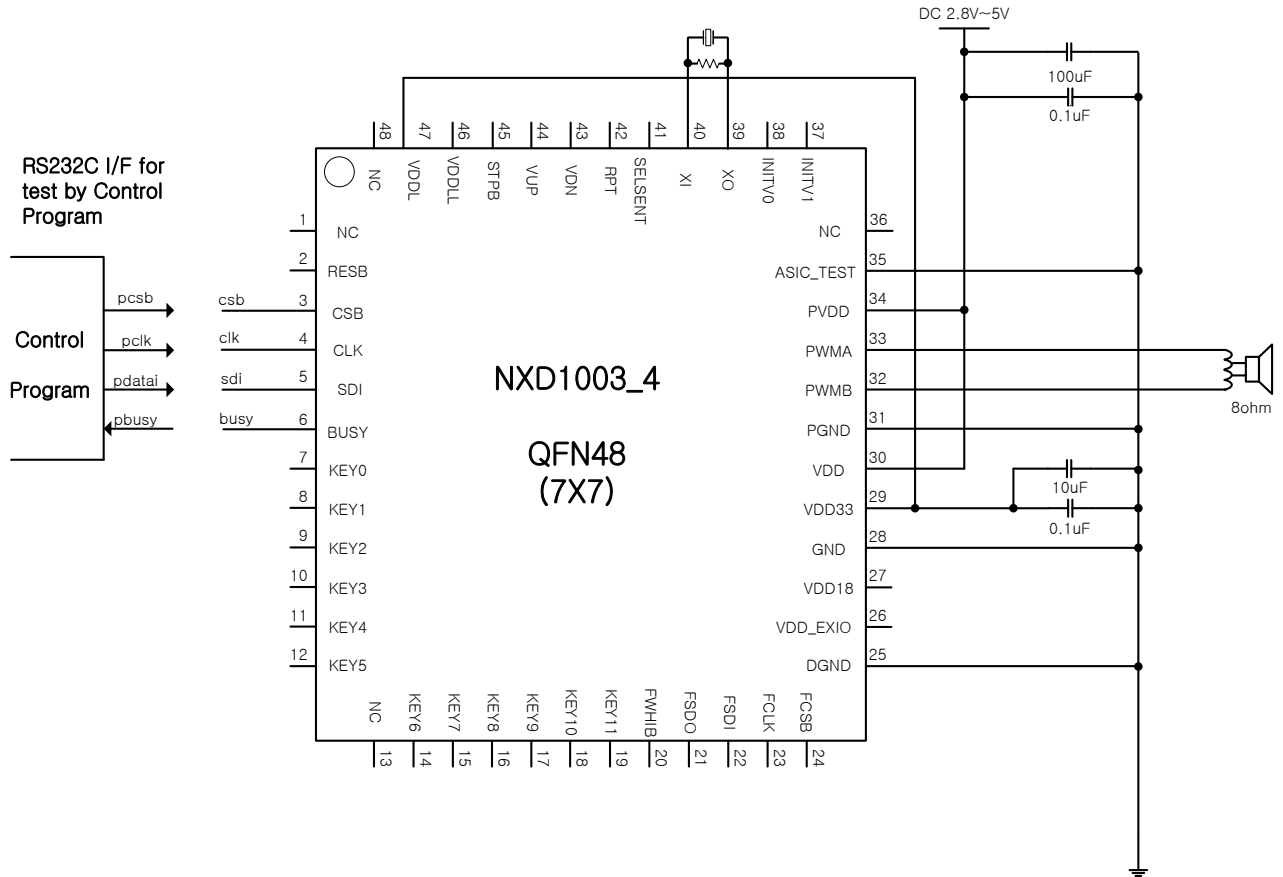 DC 2.8V~5V
100uF
0.1uF
RS232C I/F for
test by Control
Program
48 47 46 45 44 43 42 41 40 39 38 37
NC VDDL VDDLL STPB VUP VDN RPT SELSENT XI XO INITV0 INITV1
1 NC
2 RESB
pcsb csb 3 CSB
pclk clk 4 CLK
pdatai sdi 5 SDI
pbusy busy 6 BUSY
Control
Program
7 KEY0
8 KEY1
9 KEY2
10 KEY3
11 KEY4
12 KEY5
NXD1003_4
QFN48
(7X7)
NC 36
ASIC_TEST 35
PVDD 34
PWMA 33
PWMB 32
8ohm
PGND 31
VDD 30
10uF
VDD33 29
0.1uF
GND 28
VDD18 27
VDD_EXIO 26
DGND 25
NC KEY6 KEY7 KEY8 KEY9 KEY10 KEY11 FWHIB FSDO FSDI FCLK FCSB
13 14 15 16 17 18 19 20 21 22 23 24